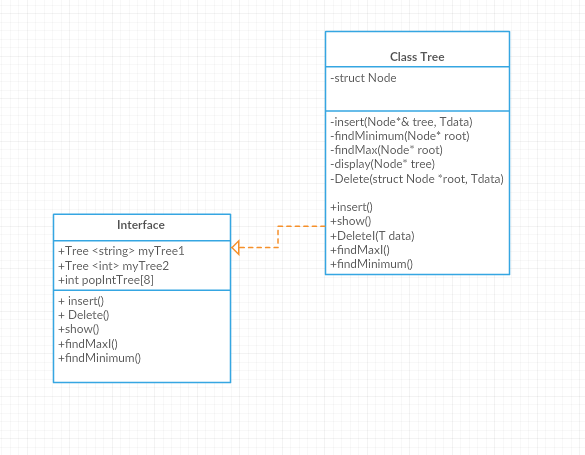 Class Tree
-struct Node
-insert(Node*& tree, Tdata)
-findMinimum(Node* root)
-findMax(Node* root)
-display(Node* tree)
-Delete(struct Node *root, Tdata)
+insert()
+show()
+DeleteI(T data)
+findMaxI()
+findMinimum()
Interface
+Tree <string> myTree1
+Tree <int> myTree2
+int popIntTree[8]
+ insert()
+ Delete()
+show()
+findMaxI()
+findMinimum()